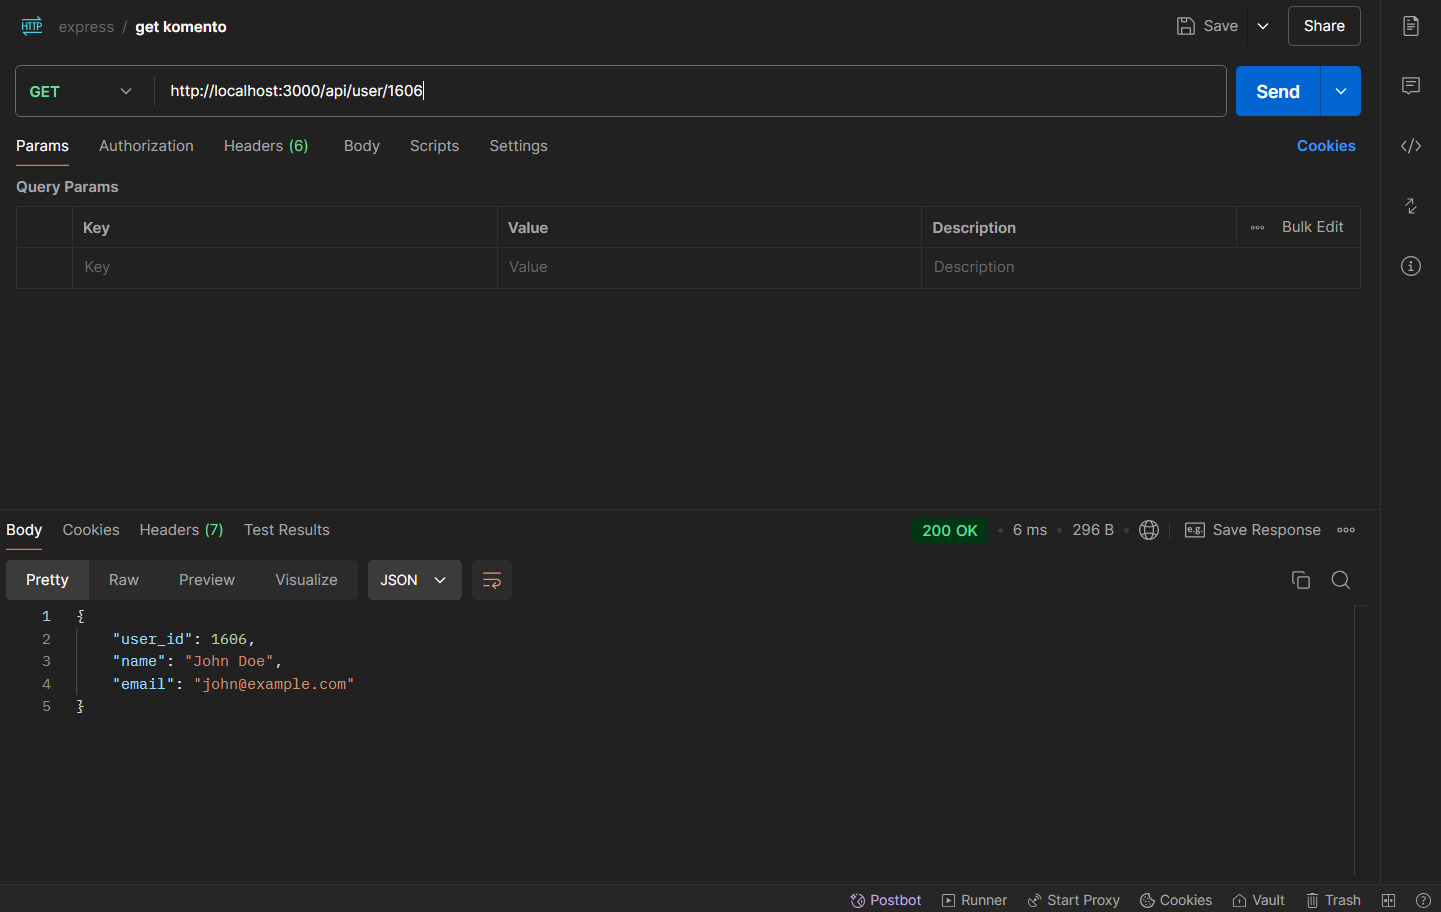 HTTP express / get komento Save Share
GET http://localhost:3000/api/user/1606 Send
Params Authorization Headers (6) Body Scripts Settings Cookies
Query Params
Key Value Description Bulk Edit
Key Value Description
Body Cookies Headers (7) Test Results 200 OK 6 ms 296 B e.g. Save Response
Pretty Raw Preview Visualize JSON
1 {
2 "user_id": 1606,
3 "name": "John Doe",
4 "email": "john@example.com"
5 }
Postbot Runner Start Proxy Cookies Vault Trash